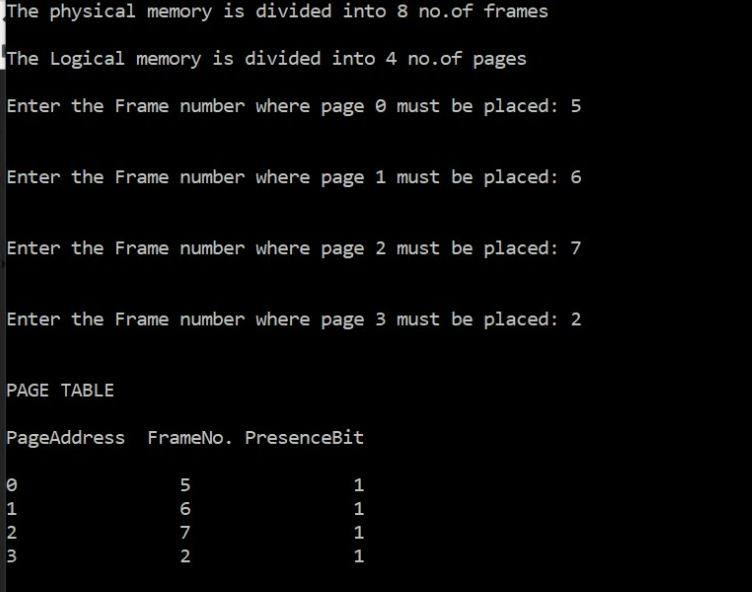 The physical memory is divided into 8 no.of frames
The Logical memory is divided into 4 no.of pages
Enter the Frame number where page 0 must be placed: 5
Enter the Frame number where page 1 must be placed: 6
Enter the Frame number where page 2 must be placed: 7
Enter the Frame number where page 3 must be placed: 2
PAGE TABLE
PageAddress FrameNo. PresenceBit
0 5 1
1 6 1
2 7 1
3 2 1